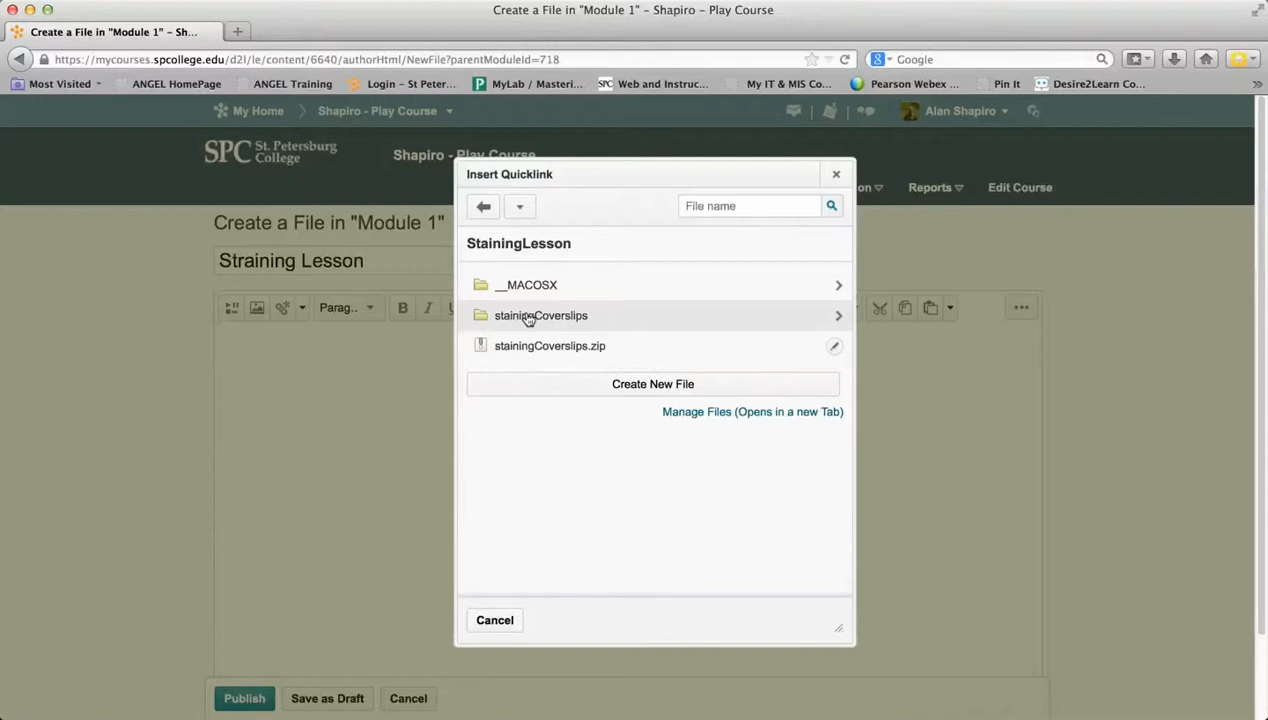 Create a File in "Module 1" - Shapiro - Play Course
Create a File in "Module 1" - Sh...
https://mycourses.spcollege.edu/d2l/le/content/6640/authorHtml/NewFile?parentModuleId=718
Google
Most Visited
ANGEL HomePage
ANGEL Training
Login - St Peter...
MyLab / Masteri...
SPC Web and Instruc...
My IT & MIS Co...
Pearson Webex ...
Pin It
Desire2Learn Co...
My Home
Shapiro - Play Course
Alan Shapiro
SPC St. Petersburg College
Shapiro - Play Course
on
Reports
Edit Course
Insert Quicklink
File name
Create a File in "Module 1"
StainingLesson
Straining Lesson
__MACOSX
Parag..
B
I
U
stainingCoverslips
stainingCoverslips.zip
Create New File
Manage Files (Opens in a new Tab)
Cancel
Publish
Save as Draft
Cancel